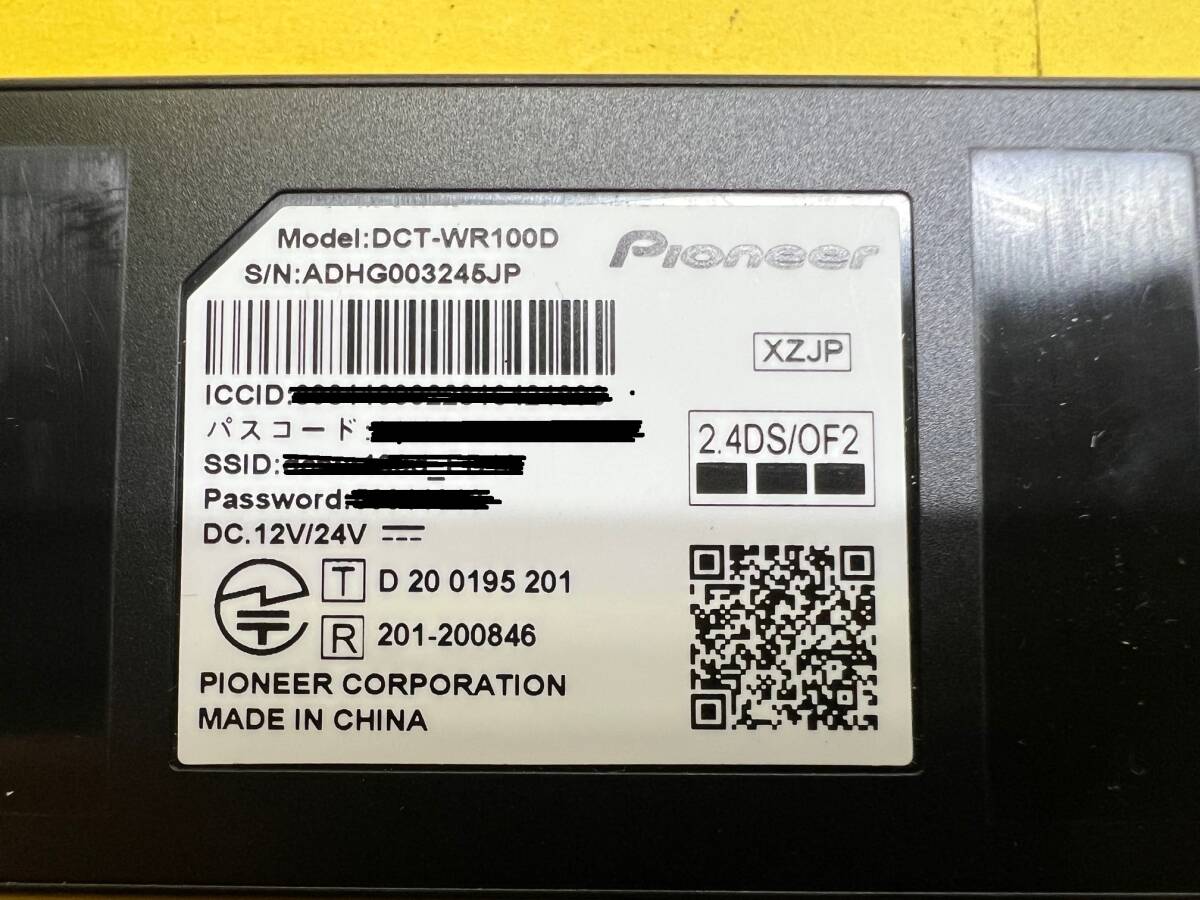 Model:DCT-WR100D
Pioneer
S/N:ADHG003245JP
XZJP
ICCID:
パスコード:
SSID:
Password:
2.4DS/OF2
DC.12V/24V
T D 20 0195 201
R 201-200846
PIONEER CORPORATION
MADE IN CHINA